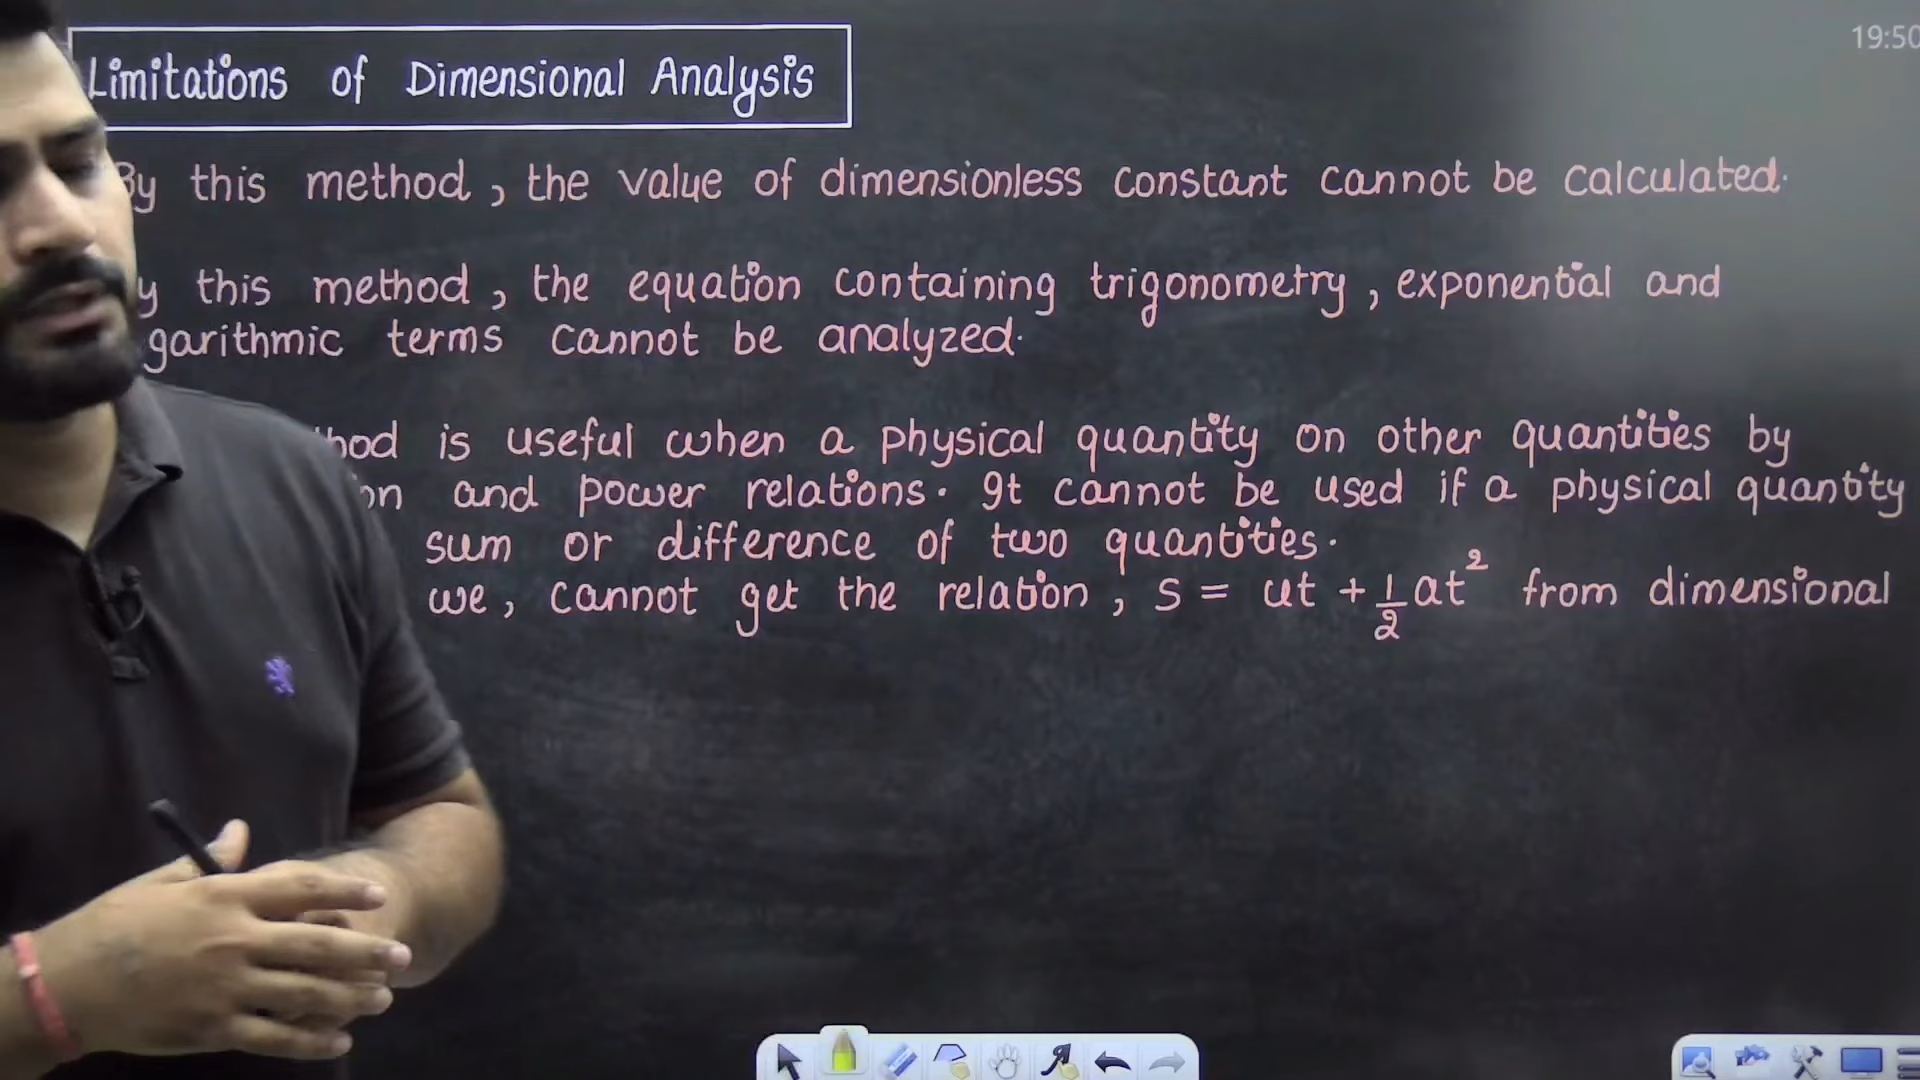 19:50
Limitations of Dimensional Analysis
By this method, the value of dimensionless constant cannot be calculated.
y this method, the equation containing trigonometry, exponential and
garithmic terms cannot be analyzed.
hod is useful when a physical quantity on other quantities by
on and power relations. It cannot be used if a physical quantity
sum or difference of two quantities.
we, cannot get the relation, s = ut + 1/2 at² from dimensional